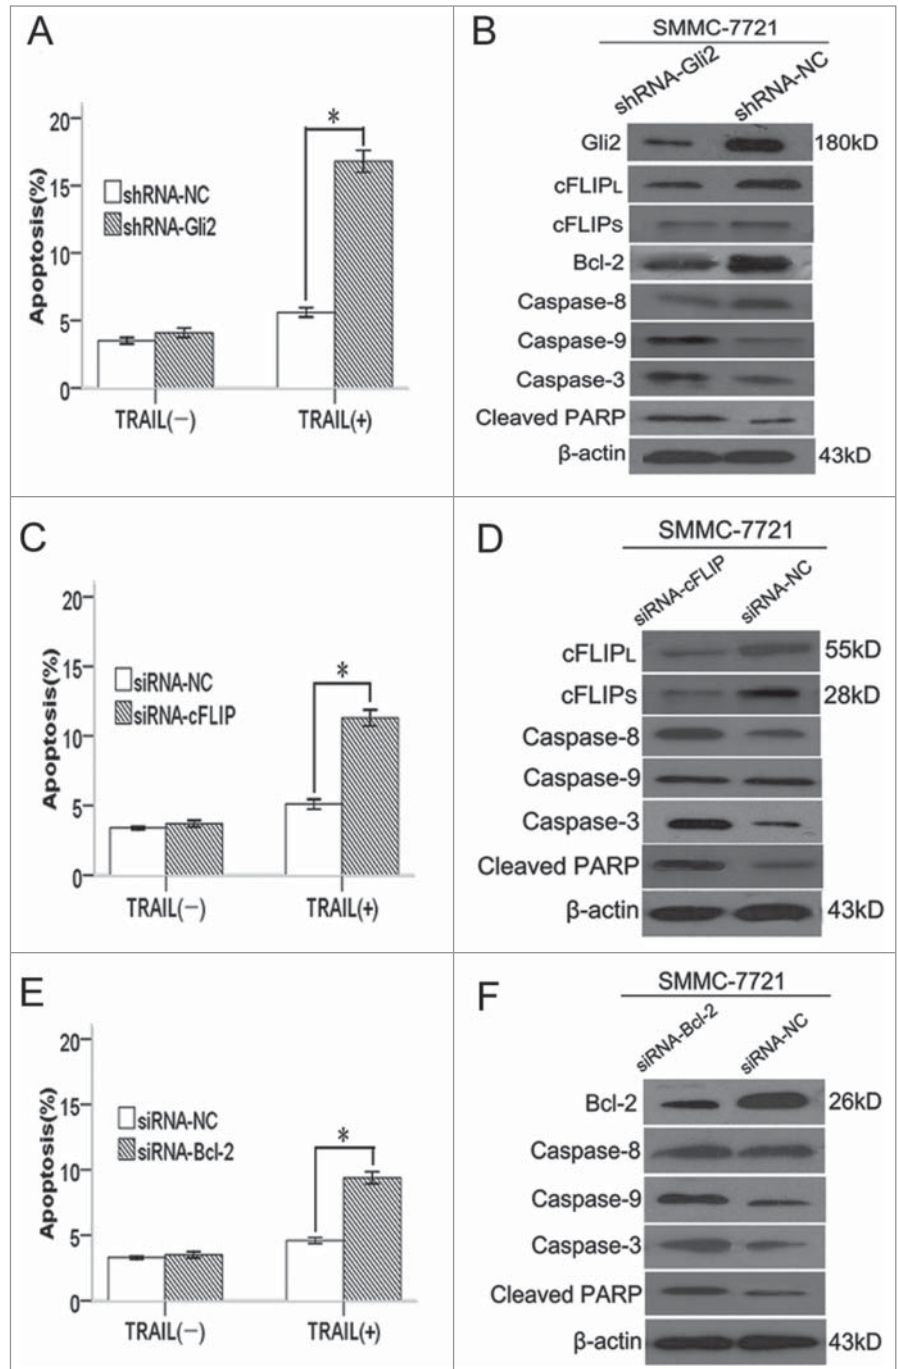 A
20
15
10
5
0
Apoptosis(%)
shRNA-NC
shRNA-Gli2
*
TRAIL(−)
TRAIL(+)
B
SMMC-7721
shRNA-Gli2
shRNA-NC
Gli2
180kD
cFLIPL
cFLIPs
Bcl-2
Caspase-8
Caspase-9
Caspase-3
Cleaved PARP
β-actin
43kD
C
20
15
10
5
0
Apoptosis(%)
siRNA-NC
siRNA-cFLIP
*
TRAIL(−)
TRAIL(+)
D
SMMC-7721
siRNA-cFLIP
siRNA-NC
cFLIPL
55kD
cFLIPs
28kD
Caspase-8
Caspase-9
Caspase-3
Cleaved PARP
β-actin
43kD
E
20
15
10
5
0
Apoptosis(%)
siRNA-NC
siRNA-Bcl-2
*
TRAIL(−)
TRAIL(+)
F
SMMC-7721
siRNA-Bcl-2
siRNA-NC
Bcl-2
26kD
Caspase-8
Caspase-9
Caspase-3
Cleaved PARP
β-actin
43kD